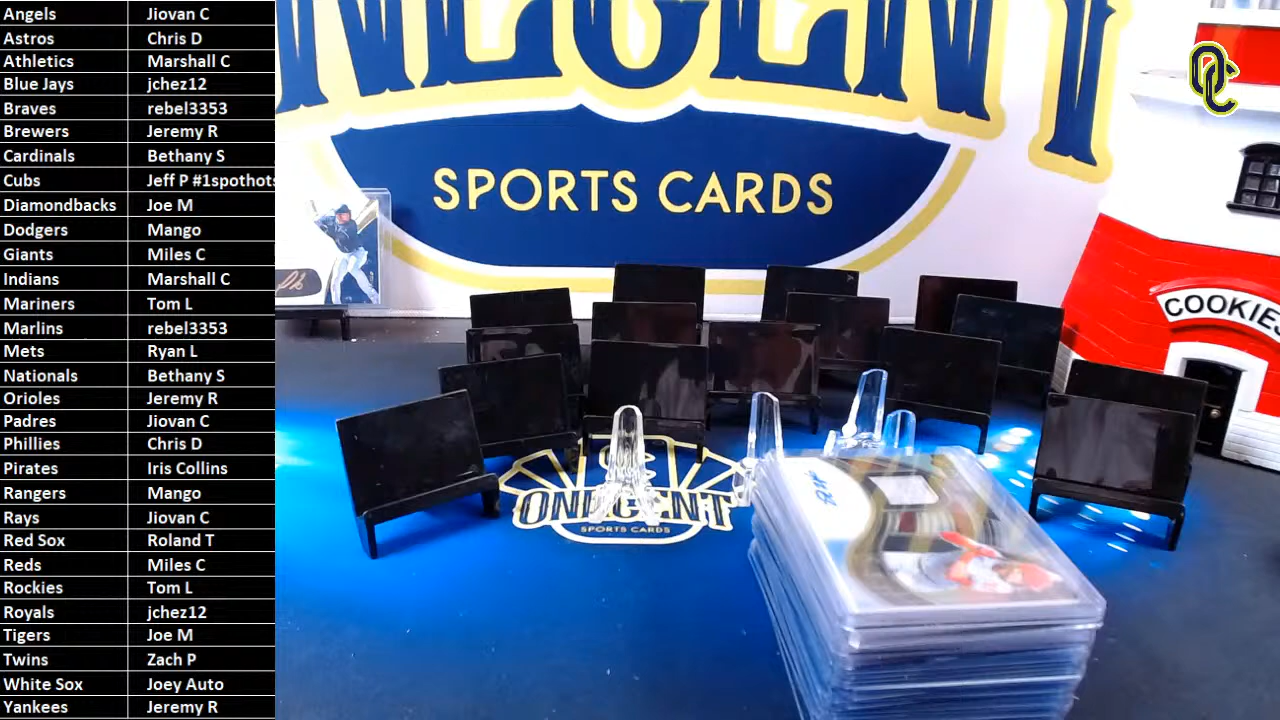 Angels Jiovan C
Astros Chris D
Athletics Marshall C
Blue Jays jchez12
Braves rebel3353
Brewers Jeremy R
Cardinals Bethany S
Cubs Jeff P #1spothots
Diamondbacks Joe M
Dodgers Mango
Giants Miles C
Indians Marshall C
Mariners Tom L
Marlins rebel3353
Mets Ryan L
Nationals Bethany S
Orioles Jeremy R
Padres Jiovan C
Phillies Chris D
Pirates Iris Collins
Rangers Mango
Rays Jiovan C
Red Sox Roland T
Reds Miles C
Rockies Tom L
Royals jchez12
Tigers Joe M
Twins Zach P
White Sox Joey Auto
Yankees Jeremy R
SPORTS CARDS
OC
COOKIES
ONE CENT
SPORTS CARDS